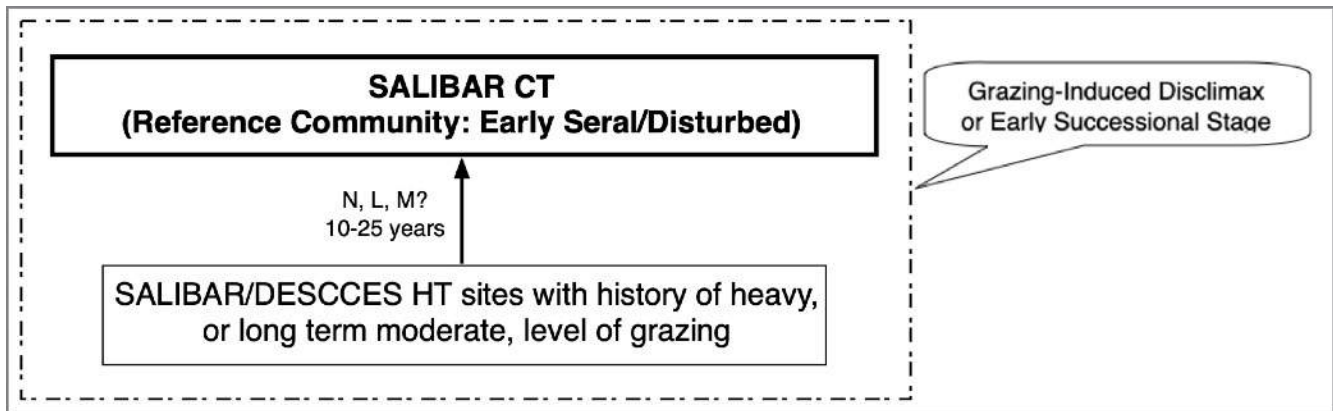 SALIBAR CT
(Reference Community: Early Seral/Disturbed)
Grazing-Induced Disclimax
or Early Successional Stage
N, L, M?
10-25 years
SALIBAR/DESCCES HT sites with history of heavy,
or long term moderate, level of grazing